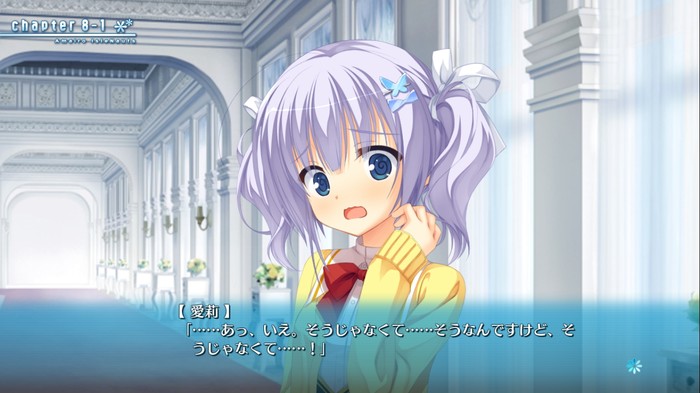 chapter 8-1
【 愛莉 】
「……あっ、いえ。そうじゃなくて……そうなんですけど、そ
うじゃなくて……！」